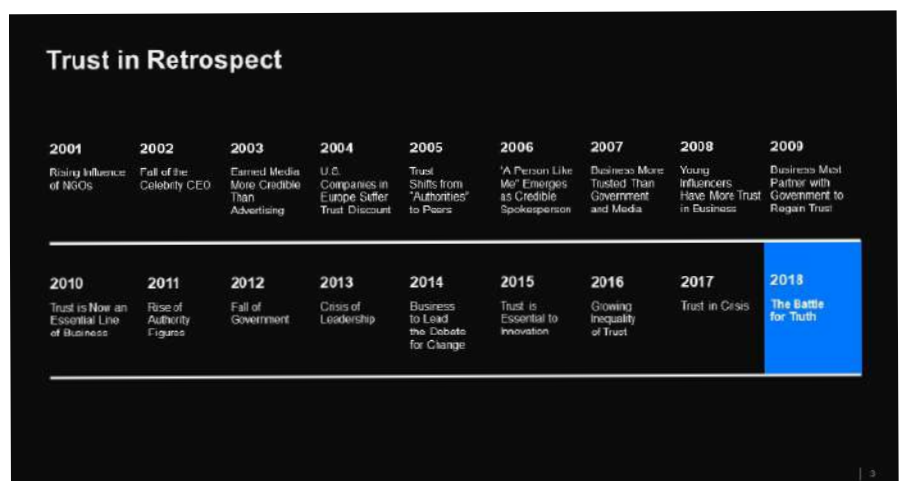 Trust in Retrospect
2001
Rising Influence
of NGOs
2002
Fall of the
Celebrity CEO
2003
Earned Media
More Credible
Than
Advertising
2004
U.S.
Companies in
Europe Suffer
Trust Discount
2005
Trust
Shifts from
"Authorities"
to Peers
2006
"A Person Like
Me" Emerges
as Credible
Spokesperson
2007
Business More
Trusted Than
Government
and Media
2008
Young
Influencers
Have More Trust
in Business
2009
Business Must
Partner with
Government to
Regain Trust
2010
Trust is Now an
Essential Line
of Business
2011
Rise of
Authority
Figures
2012
Fall of
Government
2013
Crisis of
Leadership
2014
Business
to Lead
the Debate
for Change
2015
Trust is
Essential to
Innovation
2016
Growing
Inequality
of Trust
2017
Trust in Crisis
2018
The Battle
for Truth
3